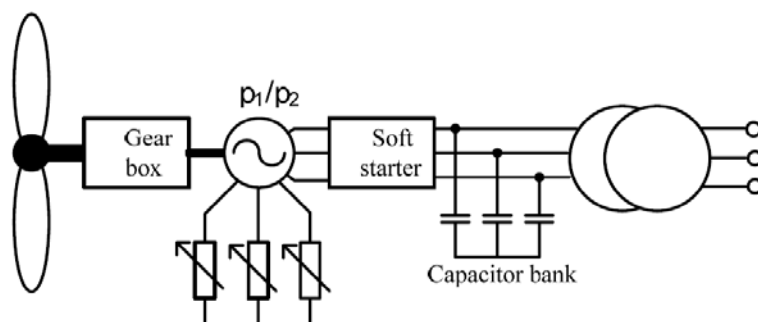 p₁/p₂
Gear
box
Soft
starter
Capacitor bank